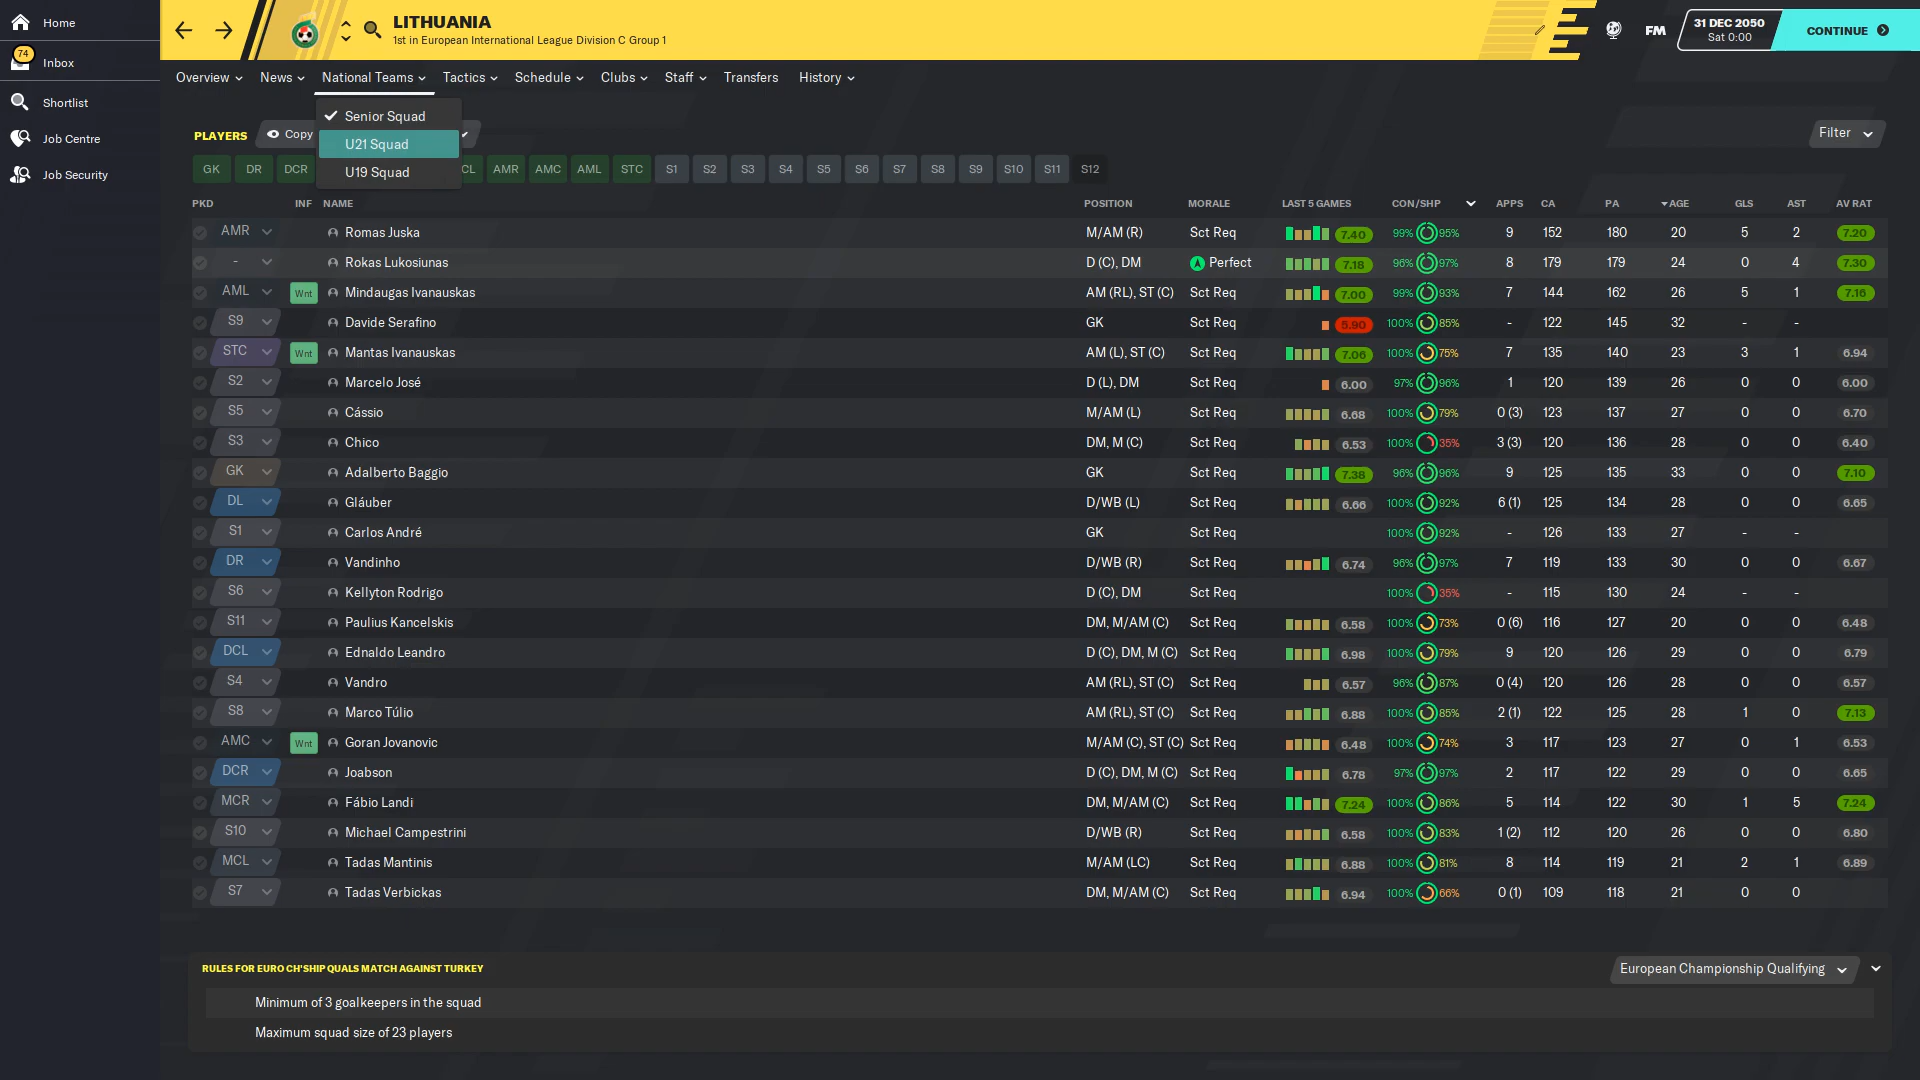 Home
74
Inbox
Shortlist
Job Centre
Job Security
LITHUANIA
1st in European International League Division C Group 1
FM
31 DEC 2050
Sat 0:00
CONTINUE
Overview News National Teams Tactics Schedule Clubs Staff Transfers History
Senior Squad
U21 Squad
U19 Squad
PLAYERS Copy Filter
GK DR DCR CL AMR AMC AML STC S1 S2 S3 S4 S5 S6 S7 S8 S9 S10 S11 S12
PKD INF NAME POSITION MORALE LAST 5 GAMES CON/SHP APPS CA PA AGE GLS AST AV RAT
AMR Romas Juska M/AM (R) Sct Req 7.40 99% 95% 9 152 180 20 5 2 7.20
- Rokas Lukosiunas D (C), DM Perfect 7.18 96% 97% 8 179 179 24 0 4 7.30
AML Wnt Mindaugas Ivanauskas AM (RL), ST (C) Sct Req 7.00 99% 93% 7 144 162 26 5 1 7.16
S9 Davide Serafino GK Sct Req 5.90 100% 85% - 122 145 32 - -
STC Wnt Mantas Ivanauskas AM (L), ST (C) Sct Req 7.06 100% 75% 7 135 140 23 3 1 6.94
S2 Marcelo José D (L), DM Sct Req 6.00 97% 96% 1 120 139 26 0 0 6.00
S5 Cássio M/AM (L) Sct Req 6.68 100% 79% 0 (3) 123 137 27 0 0 6.70
S3 Chico DM, M (C) Sct Req 6.53 100% 35% 3 (3) 120 136 28 0 0 6.40
GK Adalberto Baggio GK Sct Req 7.38 96% 96% 9 125 135 33 0 0 7.10
DL Gláuber D/WB (L) Sct Req 6.66 100% 92% 6 (1) 125 134 28 0 0 6.65
S1 Carlos André GK Sct Req 100% 92% - 126 133 27 - -
DR Vandinho D/WB (R) Sct Req 6.74 96% 97% 7 119 133 30 0 0 6.67
S6 Kellyton Rodrigo D (C), DM Sct Req 100% 35% - 115 130 24 - -
S11 Paulius Kancelskis DM, M/AM (C) Sct Req 6.58 100% 73% 0 (6) 116 127 20 0 0 6.48
DCL Ednaldo Leandro D (C), DM, M (C) Sct Req 6.98 100% 79% 9 120 126 29 0 0 6.79
S4 Vandro AM (RL), ST (C) Sct Req 6.57 96% 87% 0 (4) 120 126 28 0 0 6.57
S8 Marco Túlio AM (RL), ST (C) Sct Req 6.88 100% 85% 2 (1) 122 125 28 1 0 7.13
AMC Wnt Goran Jovanovic M/AM (C), ST (C) Sct Req 6.48 100% 74% 3 117 123 27 0 1 6.53
DCR Joabson D (C), DM, M (C) Sct Req 6.78 97% 97% 2 117 122 29 0 0 6.65
MCR Fábio Landi DM, M/AM (C) Sct Req 7.24 100% 86% 5 114 122 30 1 5 7.24
S10 Michael Campestrini D/WB (R) Sct Req 6.58 100% 83% 1 (2) 112 120 26 0 0 6.80
MCL Tadas Mantinis M/AM (LC) Sct Req 6.88 100% 81% 8 114 119 21 2 1 6.89
S7 Tadas Verbickas DM, M/AM (C) Sct Req 6.94 100% 66% 0 (1) 109 118 21 0 0
RULES FOR EURO CH'SHIP QUALS MATCH AGAINST TURKEY European Championship Qualifying
Minimum of 3 goalkeepers in the squad
Maximum squad size of 23 players